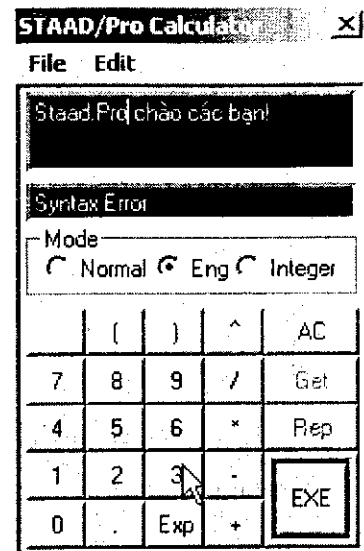 STAAD/Pro Calculator
File Edit
Staad.Pro chào các bạn!
Syntax Error
Mode
Normal Eng Integer
( ) ^ AC
7 8 9 / Get
4 5 6 * Rep
1 2 3 - EXE
0 . Exp +